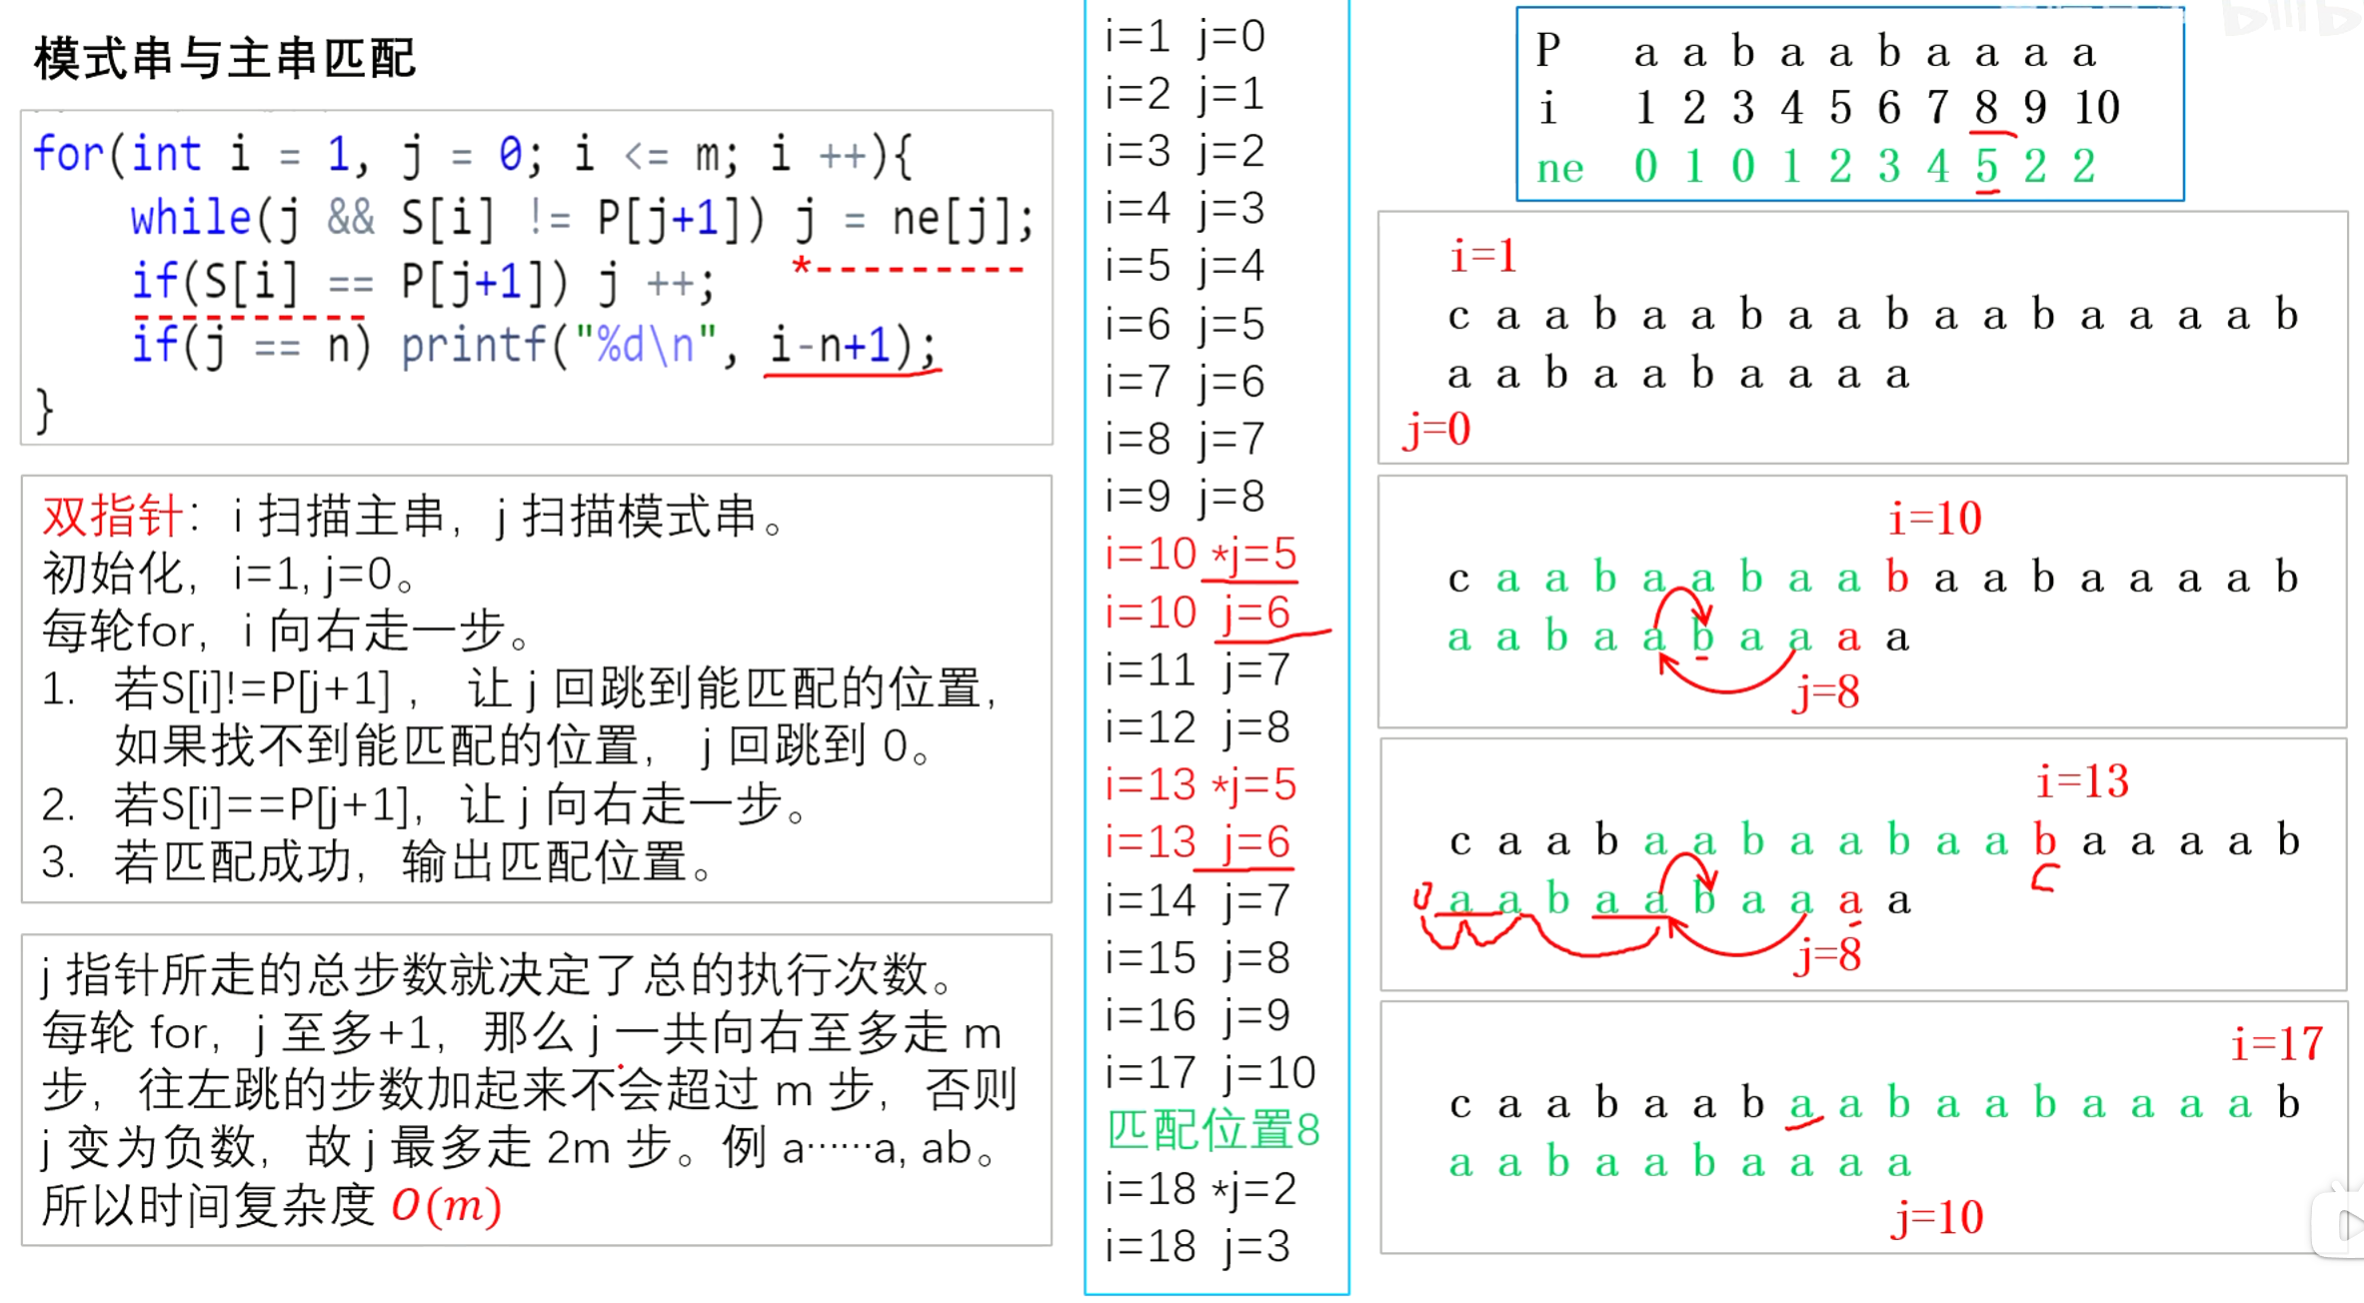 模式串与主串匹配
for(int i = 1, j = 0; i <= m; i ++){
while(j && S[i] != P[j+1]) j = ne[j];
*---------
if(S[i] == P[j+1]) j ++;
if(j == n) printf("%d\n", i-n+1);
}
双指针：i 扫描主串，j 扫描模式串。
初始化，i=1, j=0。
每轮for，i 向右走一步。
1. 若S[i]!=P[j+1]， 让 j 回跳到能匹配的位置，
如果找不到能匹配的位置， j 回跳到 0。
2. 若S[i]==P[j+1]，让 j 向右走一步。
3. 若匹配成功，输出匹配位置。
j 指针所走的总步数就决定了总的执行次数。
每轮 for，j 至多+1，那么 j 一共向右至多走 m
步，往左跳的步数加起来不会超过 m 步，否则
j 变为负数，故 j 最多走 2m 步。例 a……a, ab。
所以时间复杂度 O(m)
i=1 j=0
i=2 j=1
i=3 j=2
i=4 j=3
i=5 j=4
i=6 j=5
i=7 j=6
i=8 j=7
i=9 j=8
i=10 *j=5
i=10 j=6
i=11 j=7
i=12 j=8
i=13 *j=5
i=13 j=6
i=14 j=7
i=15 j=8
i=16 j=9
i=17 j=10
匹配位置8
i=18 *j=2
i=18 j=3
P a a b a a b a a a a
i 1 2 3 4 5 6 7 8 9 10
ne 0 1 0 1 2 3 4 5 2 2
i=1
c a a b a a b a a b a a b a a a a b
a a b a a b a a a a
j=0
i=10
c a a b a a b a a b a a b a a a a b
a a b a a b a a a a
j=8
i=13
c a a b a a b a a b a a b a a a a b
c
0 a a b a a b a a a a
j=8
i=17
c a a b a a b a a b a a b a a a a b
a a b a a b a a a a
j=10